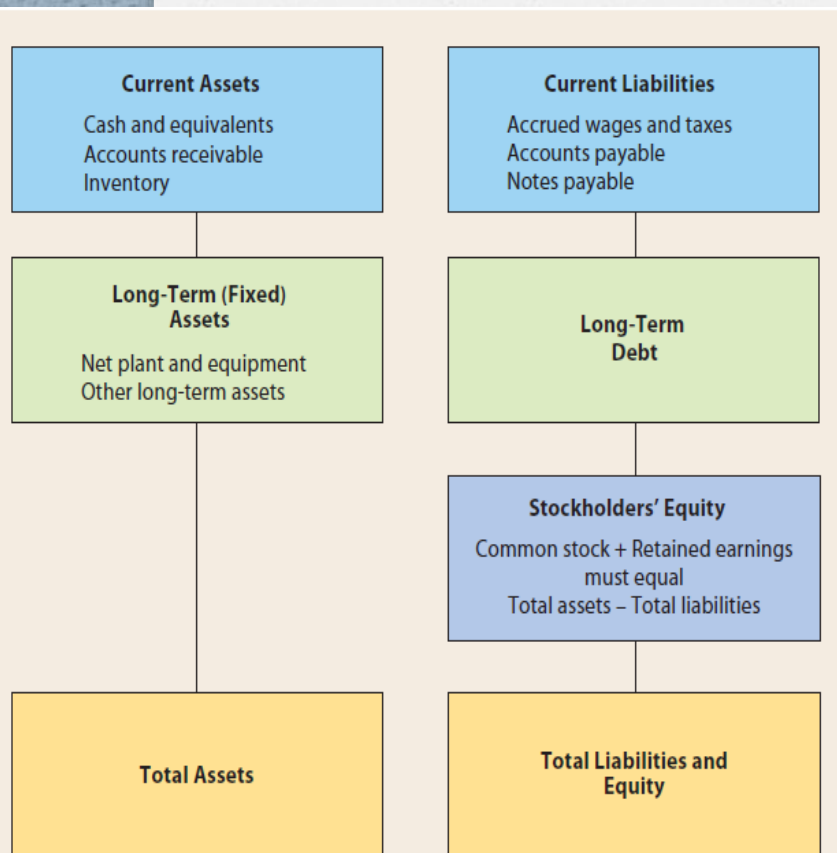 Current Assets
Cash and equivalents
Accounts receivable
Inventory
Long-Term (Fixed)
Assets
Net plant and equipment
Other long-term assets
Total Assets
Current Liabilities
Accrued wages and taxes
Accounts payable
Notes payable
Long-Term
Debt
Stockholders’ Equity
Common stock + Retained earnings
must equal
Total assets – Total liabilities
Total Liabilities and
Equity